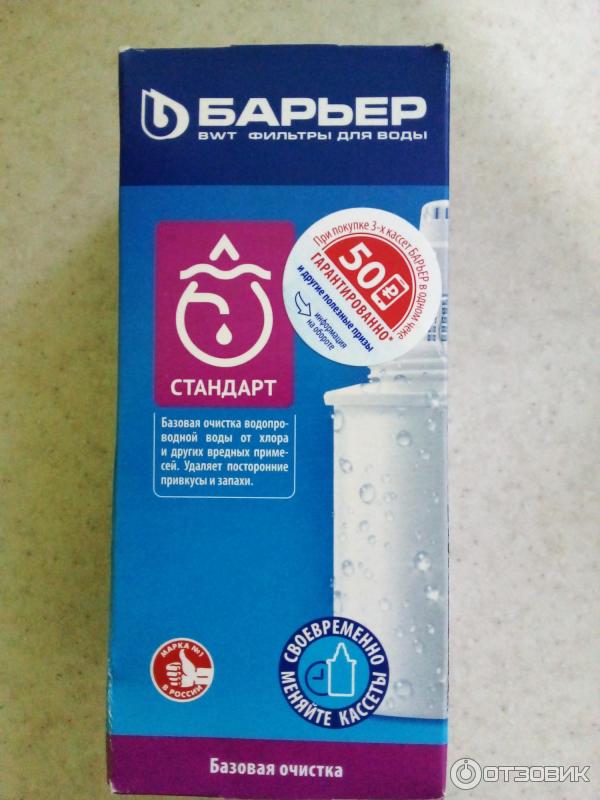 БАРЬЕР
BWT ФИЛЬТРЫ ДЛЯ ВОДЫ
При покупке 3-х кассет БАРЬЕР в одном чеке
50 ₽
ГАРАНТИРОВАННО*
и другие полезные призы
информация
на обороте
СТАНДАРТ
Базовая очистка водопро-
водной воды от хлора
и других вредных приме-
сей. Удаляет посторонние
привкусы и запахи.
МАРКА №1
В РОССИИ
СВОЕВРЕМЕННО
МЕНЯЙТЕ КАССЕТЫ
Базовая очистка
ОТЗОВИК